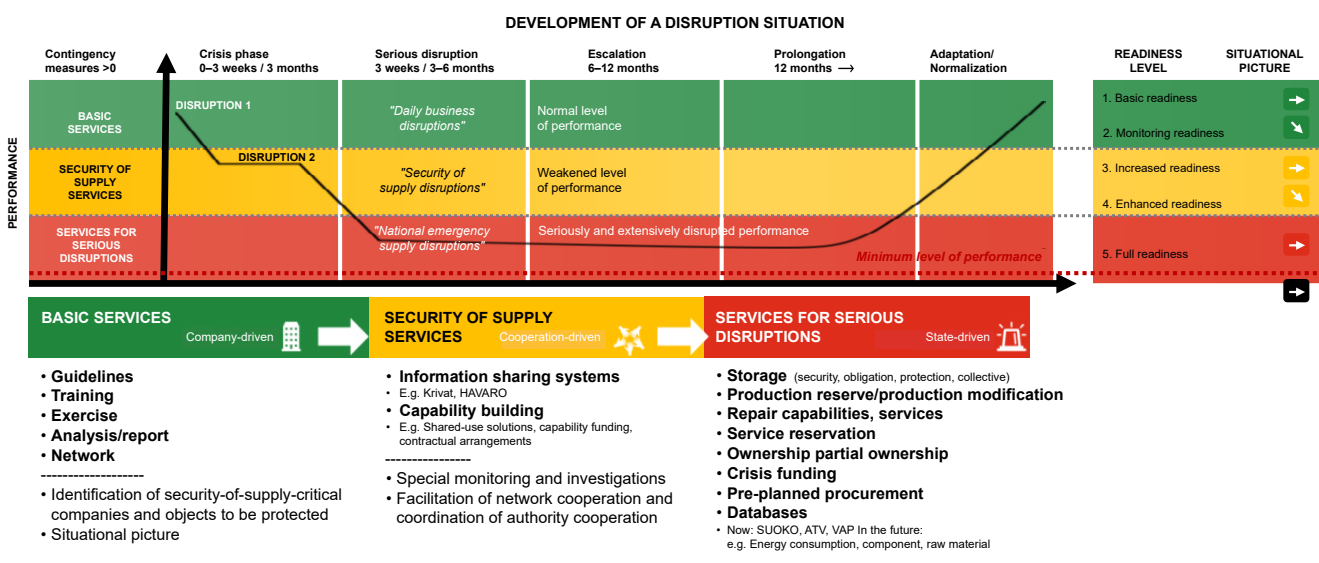 DEVELOPMENT OF A DISRUPTION SITUATION
Contingency
measures >0
Crisis phase
0–3 weeks / 3 months
Serious disruption
3 weeks / 3–6 months
Escalation
6–12 months
Prolongation
12 months →
Adaptation/
Normalization
READINESS
LEVEL
SITUATIONAL
PICTURE
PERFORMANCE
BASIC
SERVICES
DISRUPTION 1
"Daily business
disruptions"
Normal level
of performance
1. Basic readiness
2. Monitoring readiness
SECURITY OF
SUPPLY
SERVICES
DISRUPTION 2
"Security of
supply disruptions"
Weakened level
of performance
3. Increased readiness
4. Enhanced readiness
SERVICES FOR
SERIOUS
DISRUPTIONS
"National emergency
supply disruptions"
Seriously and extensively disrupted performance
Minimum level of performance
5. Full readiness
BASIC SERVICES
Company-driven
SECURITY OF SUPPLY
SERVICES
Cooperation-driven
SERVICES FOR SERIOUS
DISRUPTIONS
State-driven
• Guidelines
• Training
• Exercise
• Analysis/report
• Network
-------------------
• Identification of security-of-supply-critical
companies and objects to be protected
• Situational picture
• Information sharing systems
• E.g. Krivat, HAVARO
• Capability building
• E.g. Shared-use solutions, capability funding,
contractual arrangements
----------------
• Special monitoring and investigations
• Facilitation of network cooperation and
coordination of authority cooperation
• Storage (security, obligation, protection, collective)
• Production reserve/production modification
• Repair capabilities, services
• Service reservation
• Ownership partial ownership
• Crisis funding
• Pre-planned procurement
• Databases
• Now: SUOKO, ATV, VAP In the future:
e.g. Energy consumption, component, raw material